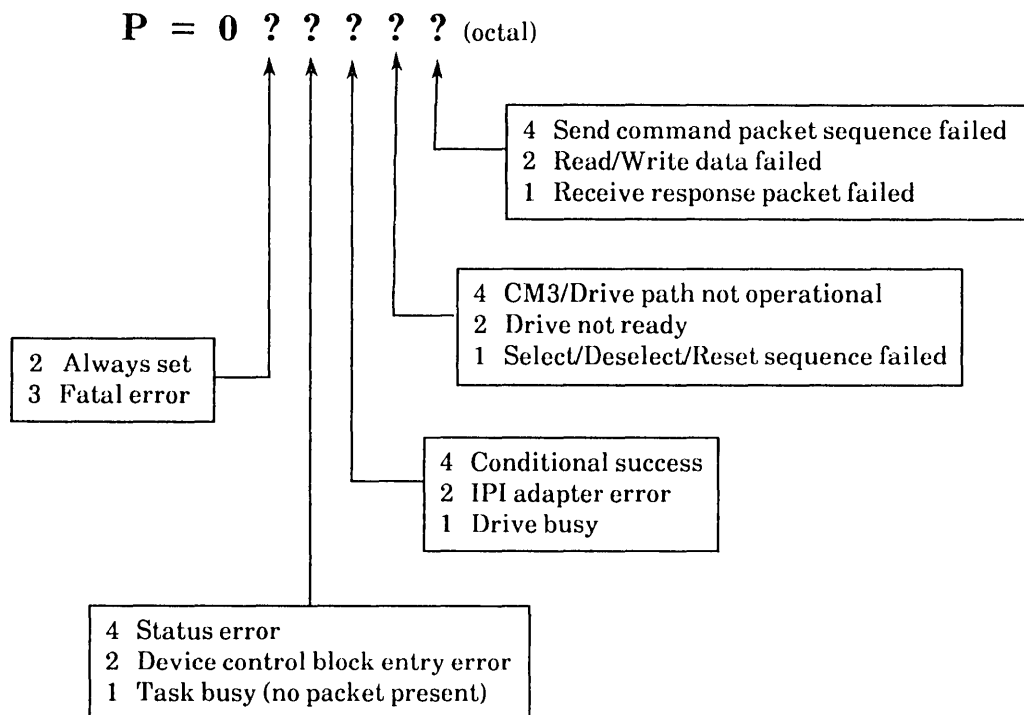 P = 0 ? ? ? ? ? (octal)
4 Send command packet sequence failed
2 Read/Write data failed
1 Receive response packet failed
4 CM3/Drive path not operational
2 Drive not ready
1 Select/Deselect/Reset sequence failed
2 Always set
3 Fatal error
4 Conditional success
2 IPI adapter error
1 Drive busy
4 Status error
2 Device control block entry error
1 Task busy (no packet present)